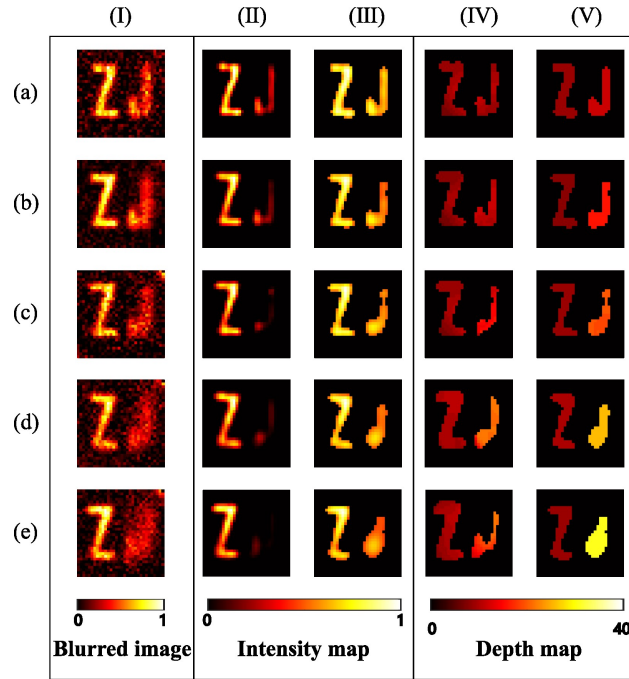 (I) (II) (III) (IV) (V)
(a) Z J Z J Z J Z J Z J
(b) Z J Z J Z J Z J Z J
(c) Z J Z J Z J Z J Z J
(d) Z J Z J Z J Z J Z J
(e) Z J Z J Z J Z J Z
0 1 0 1 0 40
Blurred image Intensity map Depth map